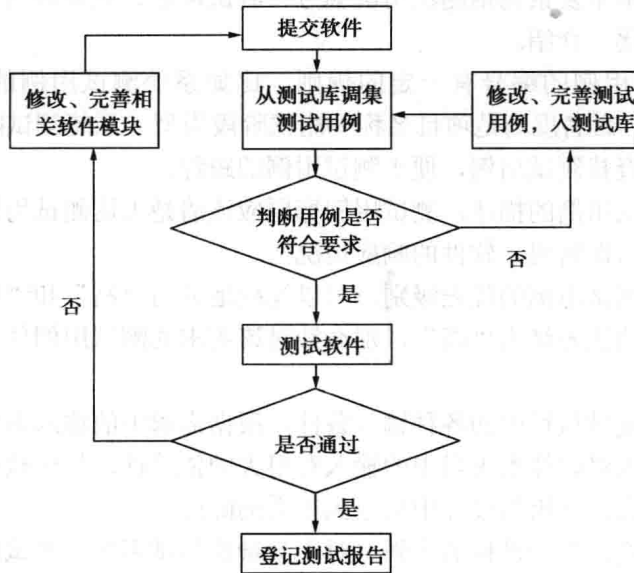 提交软件
修改、完善相
关软件模块
从测试库调集
测试用例
修改、完善测试
用例，入测试库
判断用例是否
符合要求
否
否
是
测试软件
是否通过
是
登记测试报告